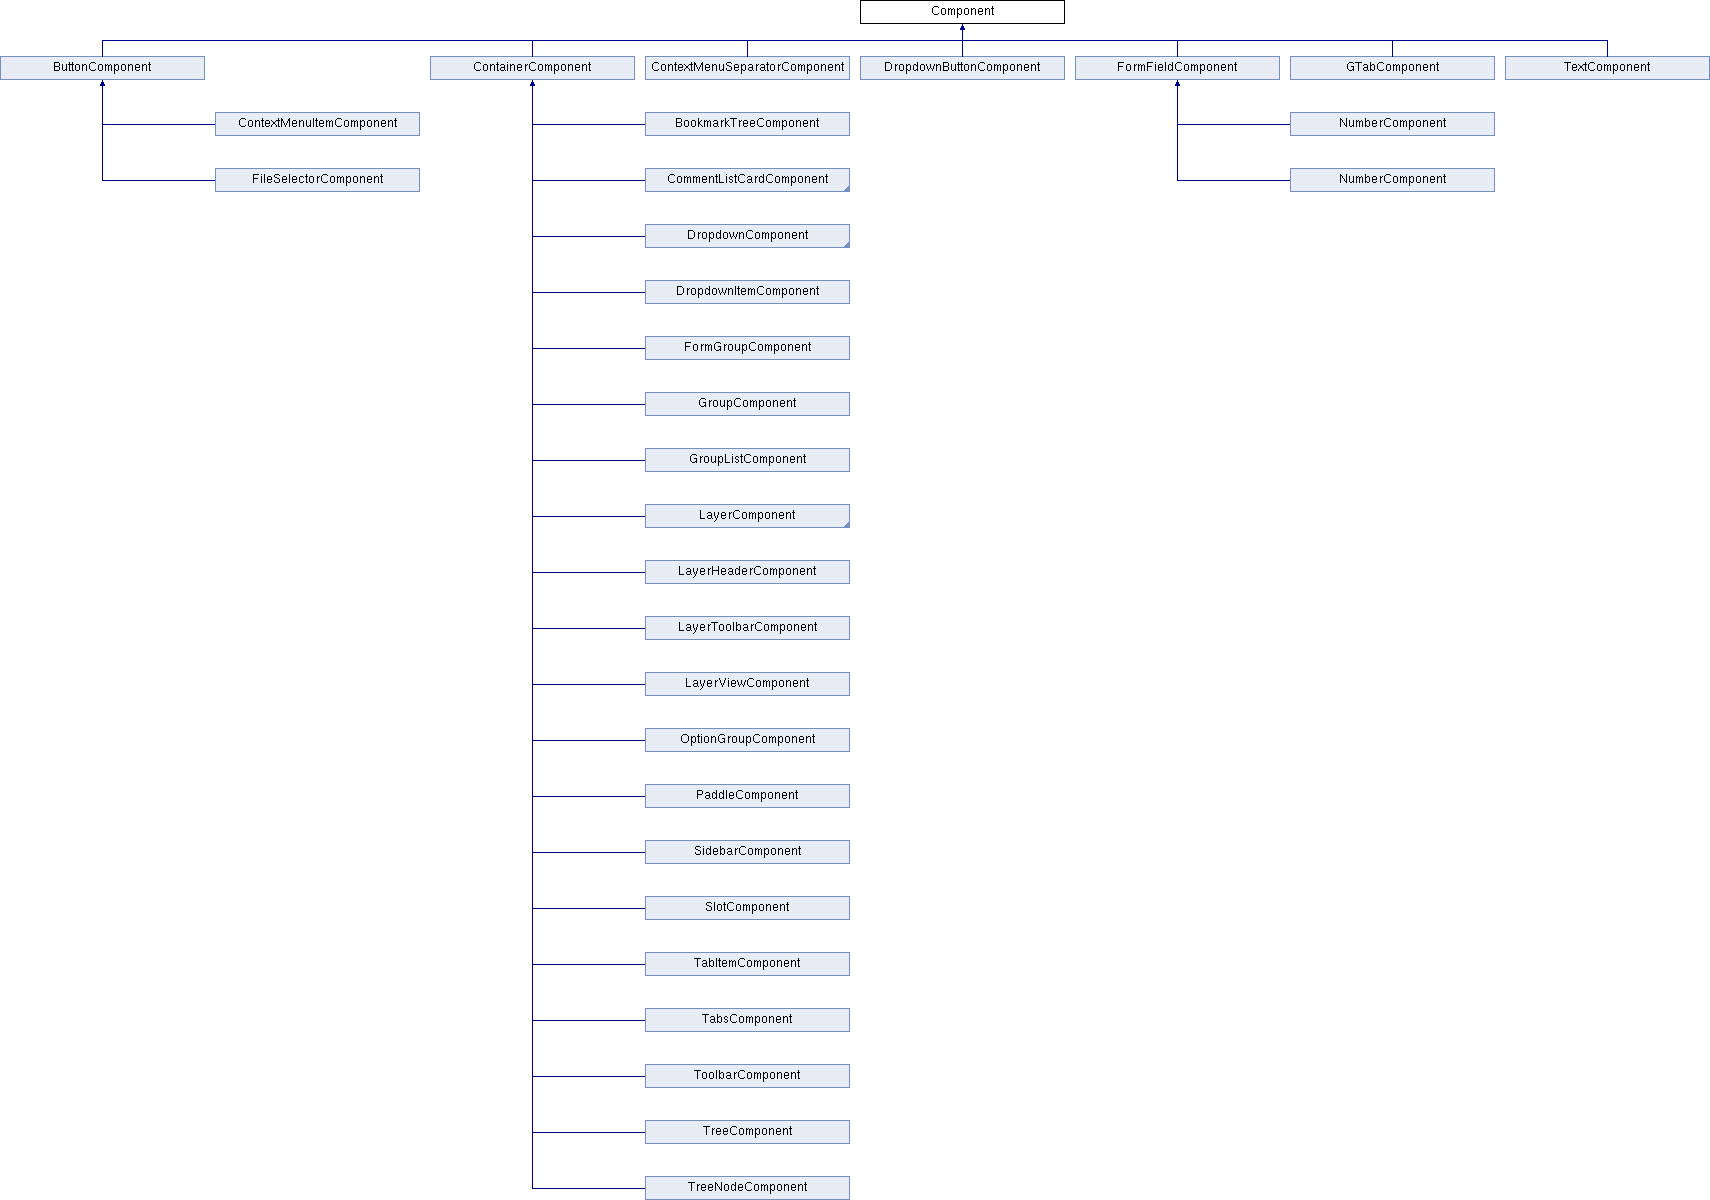 Component
ButtonComponent
ContainerComponent
ContextMenuSeparatorComponent
DropdownButtonComponent
FormFieldComponent
GTabComponent
TextComponent
ContextMenuItemComponent
BookmarkTreeComponent
NumberComponent
FileSelectorComponent
CommentListCardComponent
NumberComponent
DropdownComponent
DropdownItemComponent
FormGroupComponent
GroupComponent
GroupListComponent
LayerComponent
LayerHeaderComponent
LayerToolbarComponent
LayerViewComponent
OptionGroupComponent
PaddleComponent
SidebarComponent
SlotComponent
TabItemComponent
TabsComponent
ToolbarComponent
TreeComponent
TreeNodeComponent